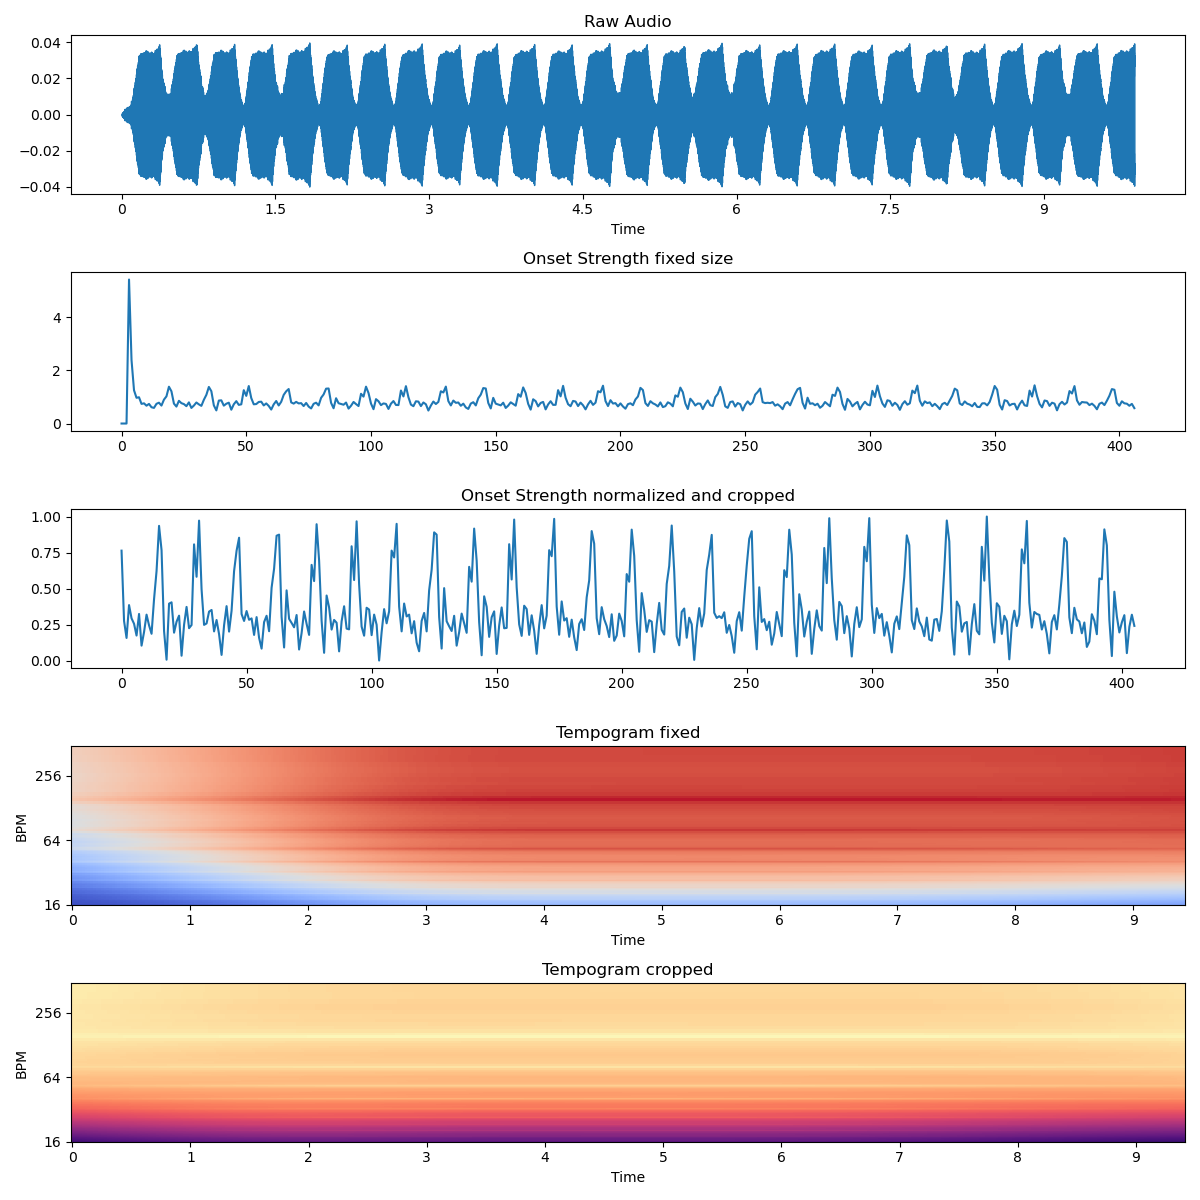 Raw Audio
0.04
0.02
0.00
−0.02
−0.04
0 1.5 3 4.5 6 7.5 9
Time
Onset Strength fixed size
4
2
0
0 50 100 150 200 250 300 350 400
Onset Strength normalized and cropped
1.00
0.75
0.50
0.25
0.00
0 50 100 150 200 250 300 350 400
Tempogram fixed
256
64
16
BPM
0 1 2 3 4 5 6 7 8 9
Time
Tempogram cropped
256
64
16
BPM
0 1 2 3 4 5 6 7 8 9
Time